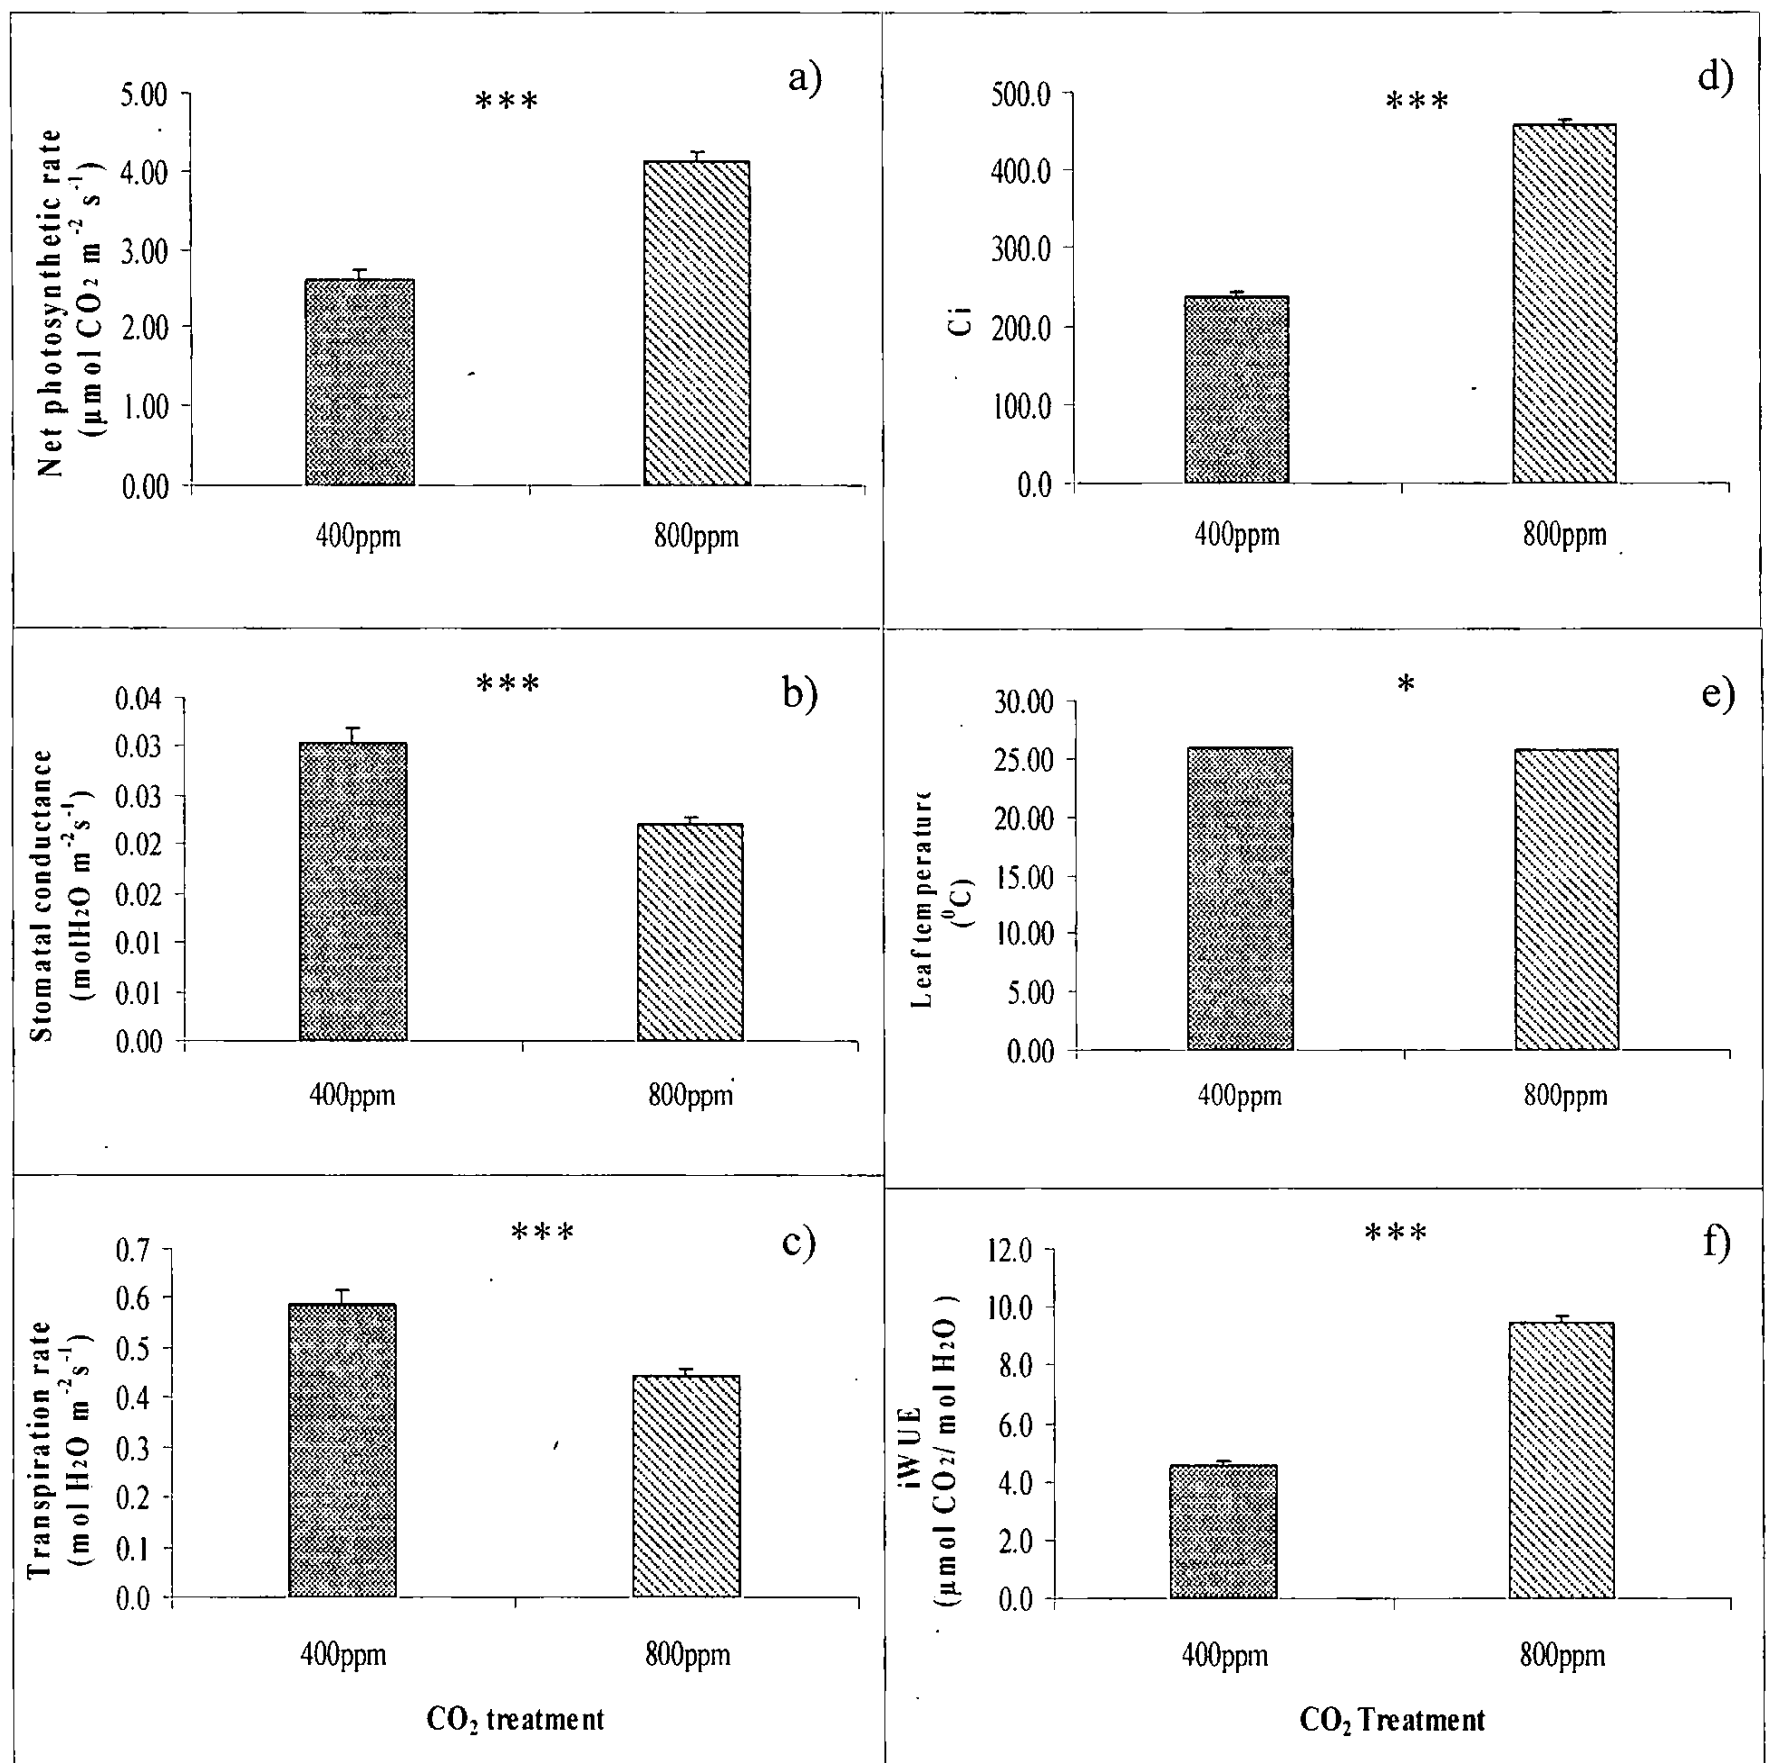 a)
***
Net photosynthetic rate
(µmol CO₂ m⁻² s⁻¹)
5.00
4.00
3.00
2.00
1.00
0.00
400ppm
800ppm
d)
***
Ci
500.0
400.0
300.0
200.0
100.0
0.0
400ppm
800ppm
b)
***
Stomatal conductance
(molH₂O m⁻²s⁻¹)
0.04
0.03
0.03
0.02
0.02
0.01
0.01
0.00
400ppm
800ppm
e)
*
Leaf temperature
(⁰C)
30.00
25.00
20.00
15.00
10.00
5.00
0.00
400ppm
800ppm
c)
***
Transpiration rate
(mol H₂O m⁻²s⁻¹)
0.7
0.6
0.5
0.4
0.3
0.2
0.1
0.0
400ppm
800ppm
CO₂ treatment
f)
***
iWUE
(µmol CO₂/ mol H₂O )
12.0
10.0
8.0
6.0
4.0
2.0
0.0
400ppm
800ppm
CO₂ Treatment